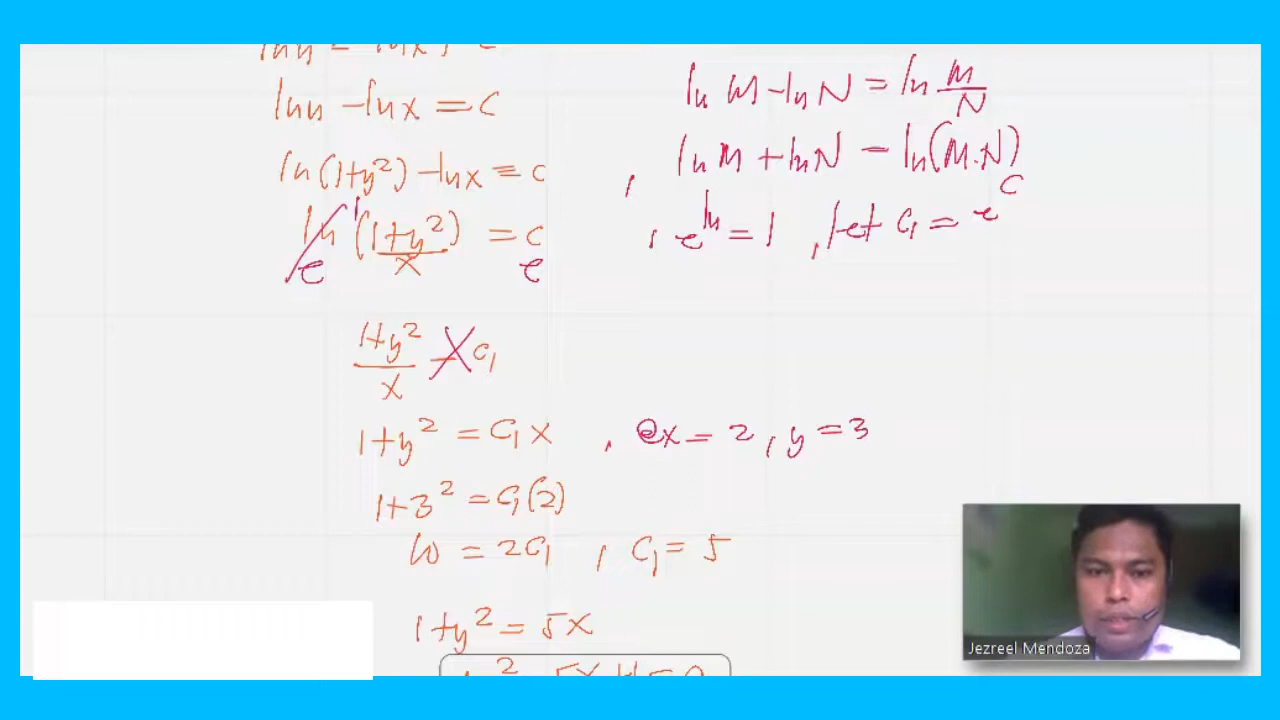 ln u - ln x = C
ln(1+y²) - ln x = C
ln (1+y²)/x = C
e e
(1+y²)/x = C₁
1+y² = C₁x , @x = 2 , y = 3
1+3² = C₁(2)
10 = 2C₁ , C₁ = 5
1+y² = 5x
ln M - ln N = ln M/N
, ln M + ln N = ln(M·N)
, e^ln = 1 , let C₁ = e^C
Jezreel Mendoza